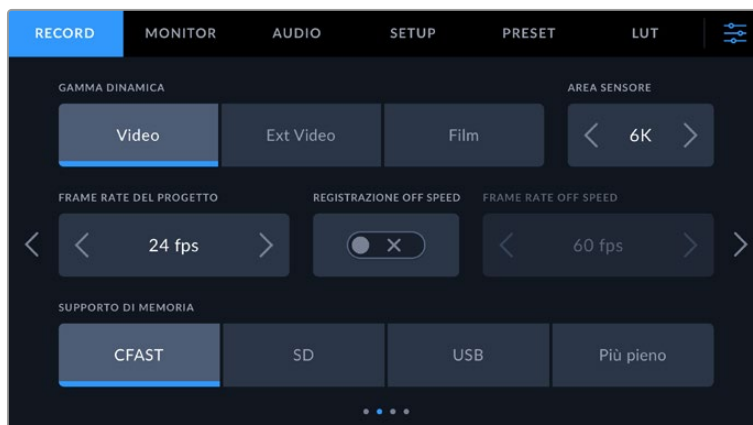 RECORD MONITOR AUDIO SETUP PRESET LUT
GAMMA DINAMICA AREA SENSORE
Video Ext Video Film 6K
FRAME RATE DEL PROGETTO REGISTRAZIONE OFF SPEED FRAME RATE OFF SPEED
24 fps 60 fps
SUPPORTO DI MEMORIA
CFAST SD USB Più pieno